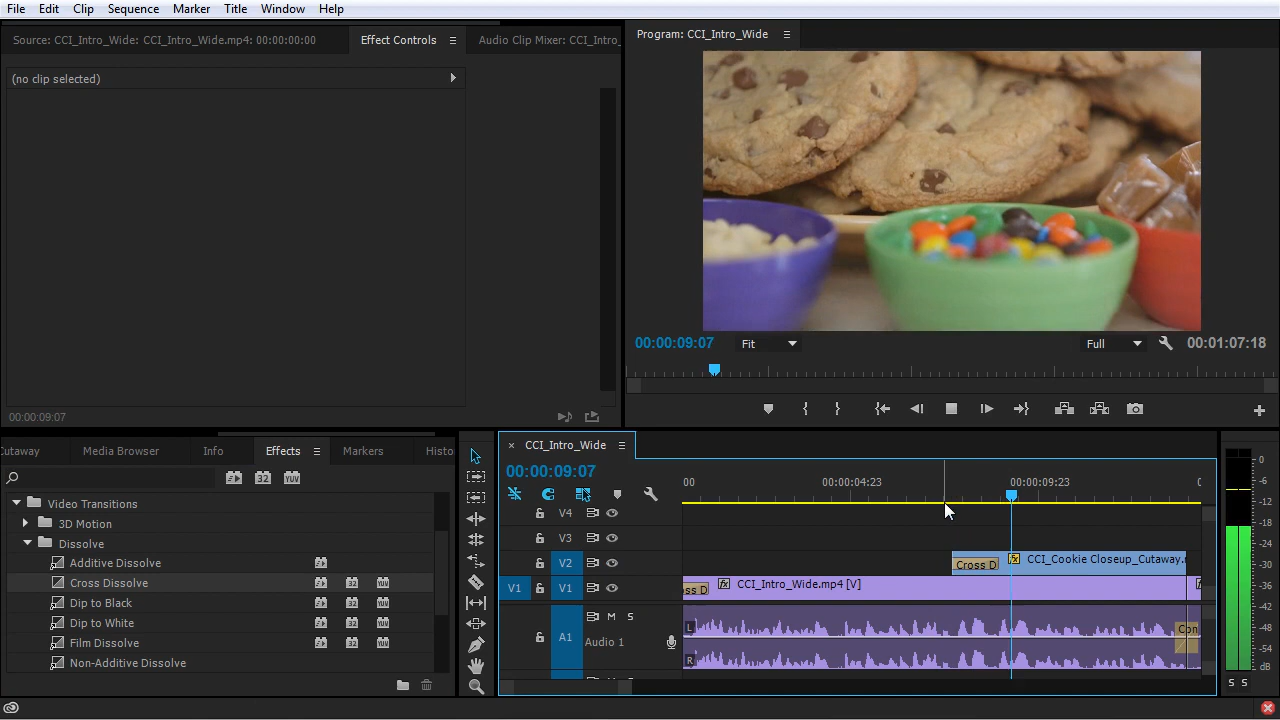 File Edit Clip Sequence Marker Title Window Help
Source: CCI_Intro_Wide: CCI_Intro_Wide.mp4: 00:00:00:00 Effect Controls Audio Clip Mixer: CCI_Intro_
Program: CCI_Intro_Wide
(no clip selected)
00:00:09:07
00:00:09:07 Fit Full 00:01:07:18
Cutaway Media Browser Info Effects Markers Histo
Video Transitions
3D Motion
Dissolve
Additive Dissolve
Cross Dissolve
Dip to Black
Dip to White
Film Dissolve
Non-Additive Dissolve
32 YUV
CCI_Intro_Wide
00:00:09:07
00 00:00:04:23 00:00:09:23
V4
V3
V2 Cross D CCI_Cookie Closeup_Cutaway.
V1 V1 ss D CCI_Intro_Wide.mp4 [V]
A1 M S L Con
Audio 1 R
0
-6
-12
-18
-24
-30
-36
-42
-48
-54
dB
S S